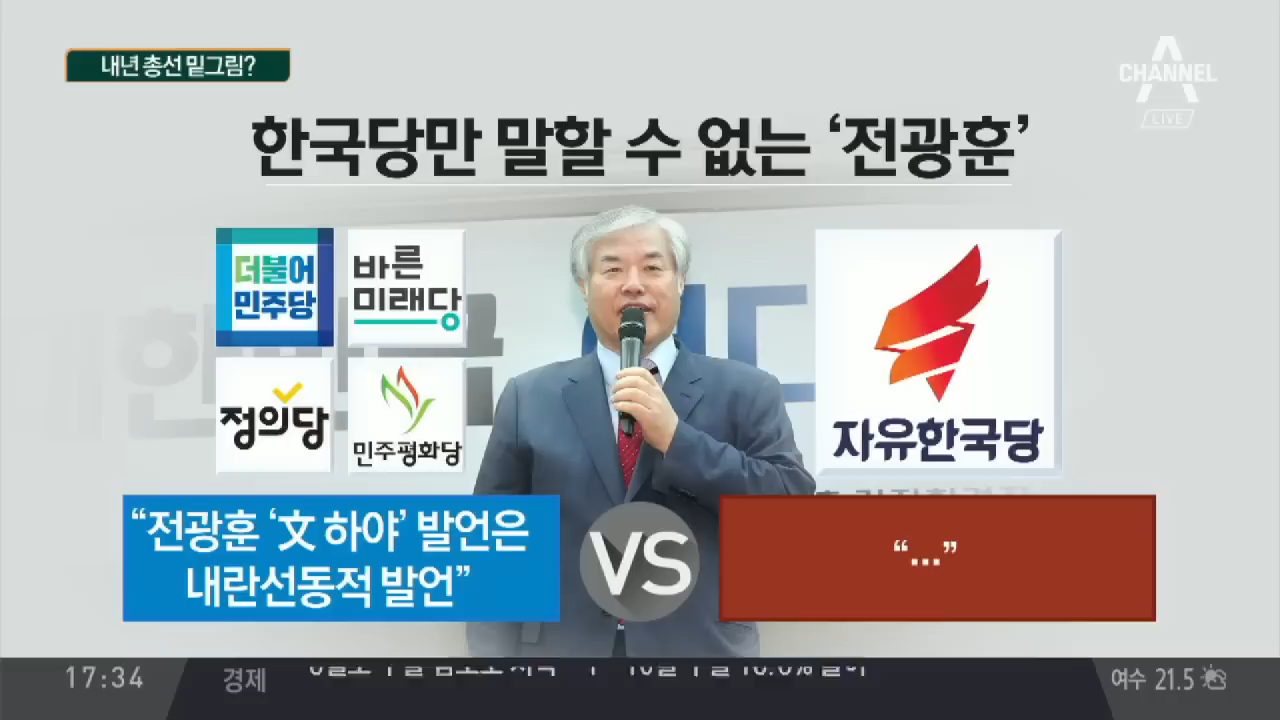 내년 총선 밑그림?
CHANNEL A
LIVE
한국당만 말할 수 없는 ‘전광훈’
더불어
민주당
바른
미래당
정의당
민주평화당
자유한국당
“전광훈 ‘文 하야’ 발언은
내란선동적 발언”
VS
“...”
17:34
경제
여수 21.5